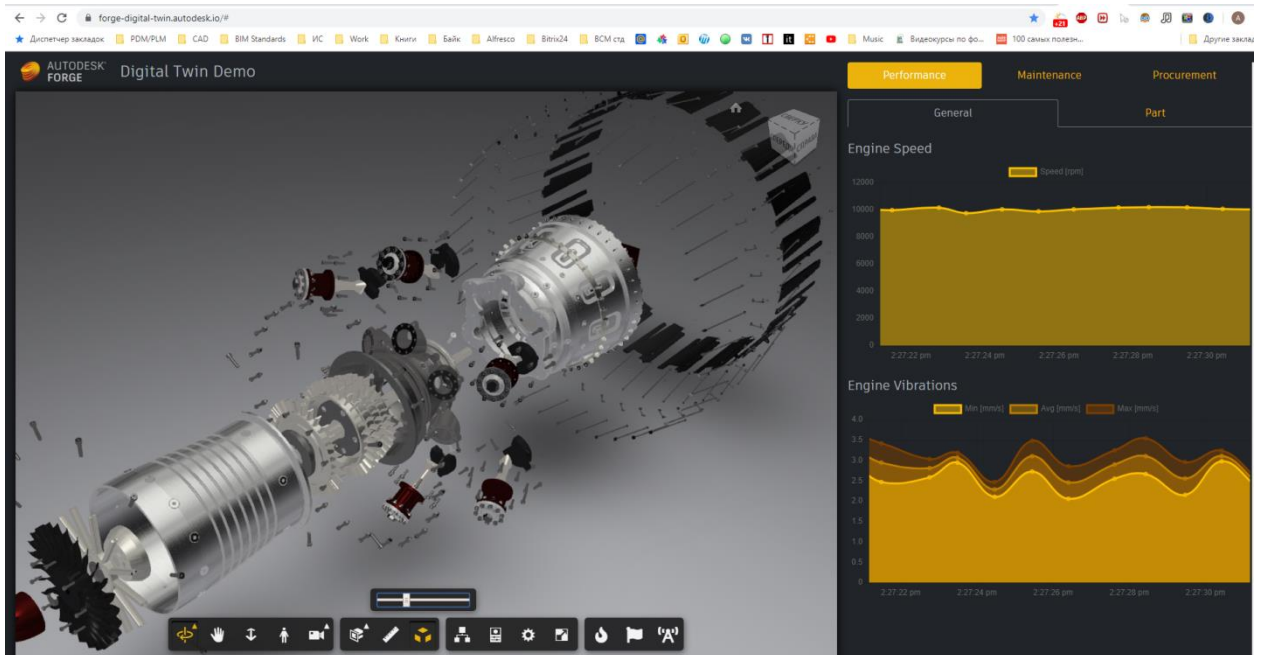 forge-digital-twin.autodesk.io/#
+21
ABP
A
Диспетчер закладок PDM/PLM CAD BIM Standards ИС Work Книги Байк Alfresco Bitrix24 ВСМ стд Music Видеокурсы по фо... 100 самых полезн... Другие заклад
AUTODESK
FORGE
Digital Twin Demo
Performance Maintenance Procurement
General Part
Engine Speed
Speed [rpm]
12000
10000
8000
6000
4000
2000
0
2:27:22 pm 2:27:24 pm 2:27:26 pm 2:27:28 pm 2:27:30 pm
Engine Vibrations
Min [mm/s] Avg [mm/s] Max [mm/s]
4.0
3.5
3.0
2.5
2.0
1.5
1.0
0.5
0
2:27:22 pm 2:27:24 pm 2:27:26 pm 2:27:28 pm 2:27:30 pm